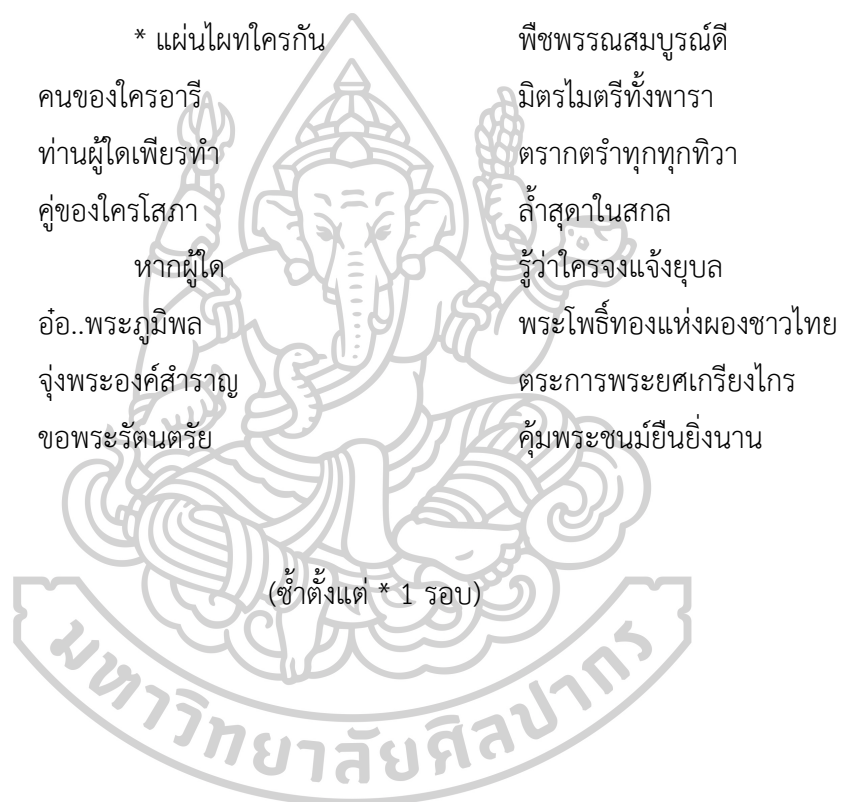 * แผ่นไผทใครกัน พืชพรรณสมบูรณ์ดี
คนของใครอารี มิตรไมตรีทั้งพารา
ท่านผู้ใดเพียรทำ ตรากตรำทุกทุกทิวา
คู่ของใครโสภา ล้ำสุดาในสกล
หากผู้ใด รู้ว่าใครจงแจ้งยุบล
อ๋อ..พระภูมิพล พระโพธิ์ทองแห่งผองชาวไทย
จุ่งพระองค์สำราญ ตระการพระยศเกรียงไกร
ขอพระรัตนตรัย คุ้มพระชนม์ยืนยิ่งนาน
(ซ้ำตั้งแต่ * 1 รอบ)
มหาวิทยาลัยศิลปากร